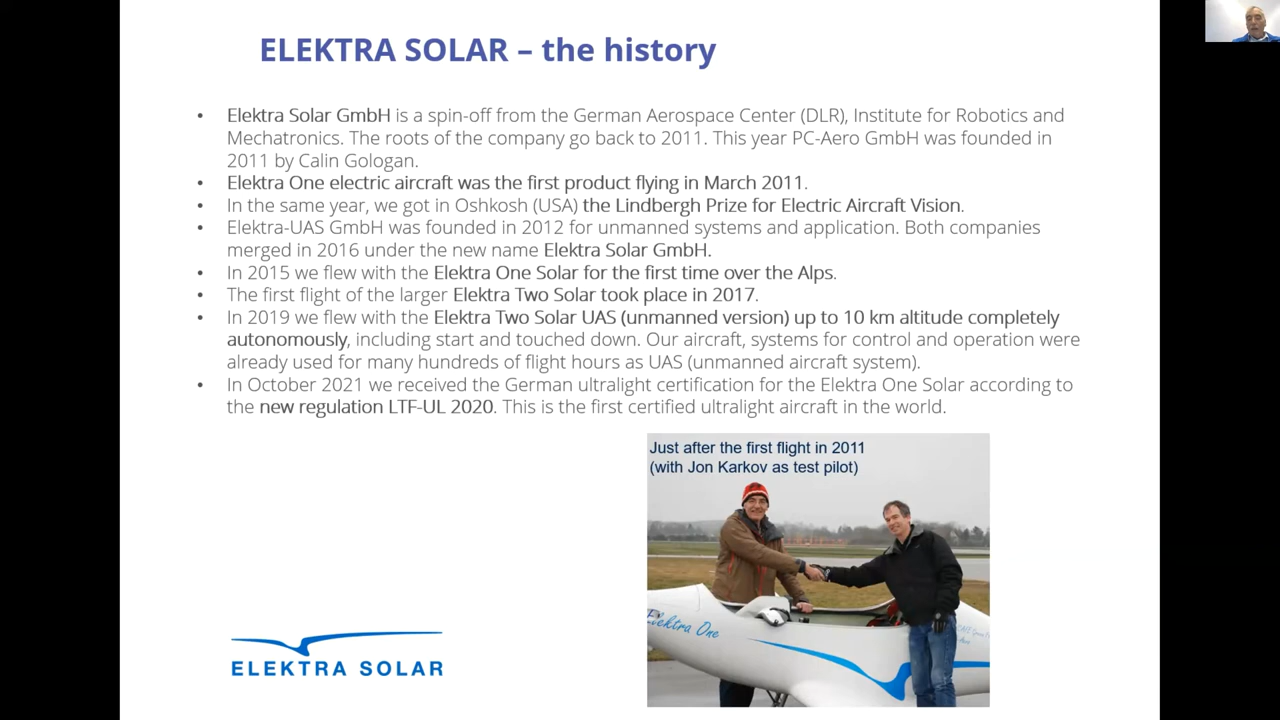 ELEKTRA SOLAR – the history
• Elektra Solar GmbH is a spin-off from the German Aerospace Center (DLR), Institute for Robotics and
Mechatronics. The roots of the company go back to 2011. This year PC-Aero GmbH was founded in
2011 by Calin Gologan.
• Elektra One electric aircraft was the first product flying in March 2011.
• In the same year, we got in Oshkosh (USA) the Lindbergh Prize for Electric Aircraft Vision.
• Elektra-UAS GmbH was founded in 2012 for unmanned systems and application. Both companies
merged in 2016 under the new name Elektra Solar GmbH.
• In 2015 we flew with the Elektra One Solar for the first time over the Alps.
• The first flight of the larger Elektra Two Solar took place in 2017.
• In 2019 we flew with the Elektra Two Solar UAS (unmanned version) up to 10 km altitude completely
autonomously, including start and touched down. Our aircraft, systems for control and operation were
already used for many hundreds of flight hours as UAS (unmanned aircraft system).
• In October 2021 we received the German ultralight certification for the Elektra One Solar according to
the new regulation LTF-UL 2020. This is the first certified ultralight aircraft in the world.
Just after the first flight in 2011
(with Jon Karkov as test pilot)
Elektra One
ELEKTRA SOLAR